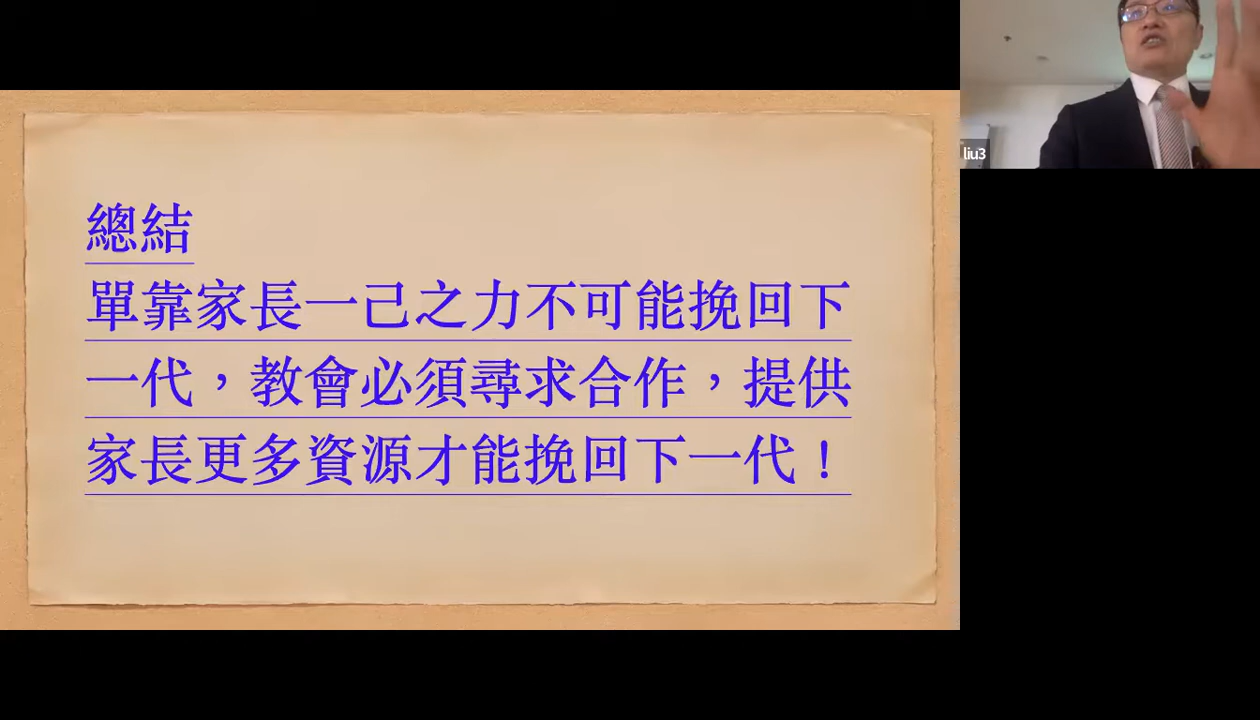 總結
單靠家長一己之力不可能挽回下
一代，教會必須尋求合作，提供
家長更多資源才能挽回下一代！
liu3